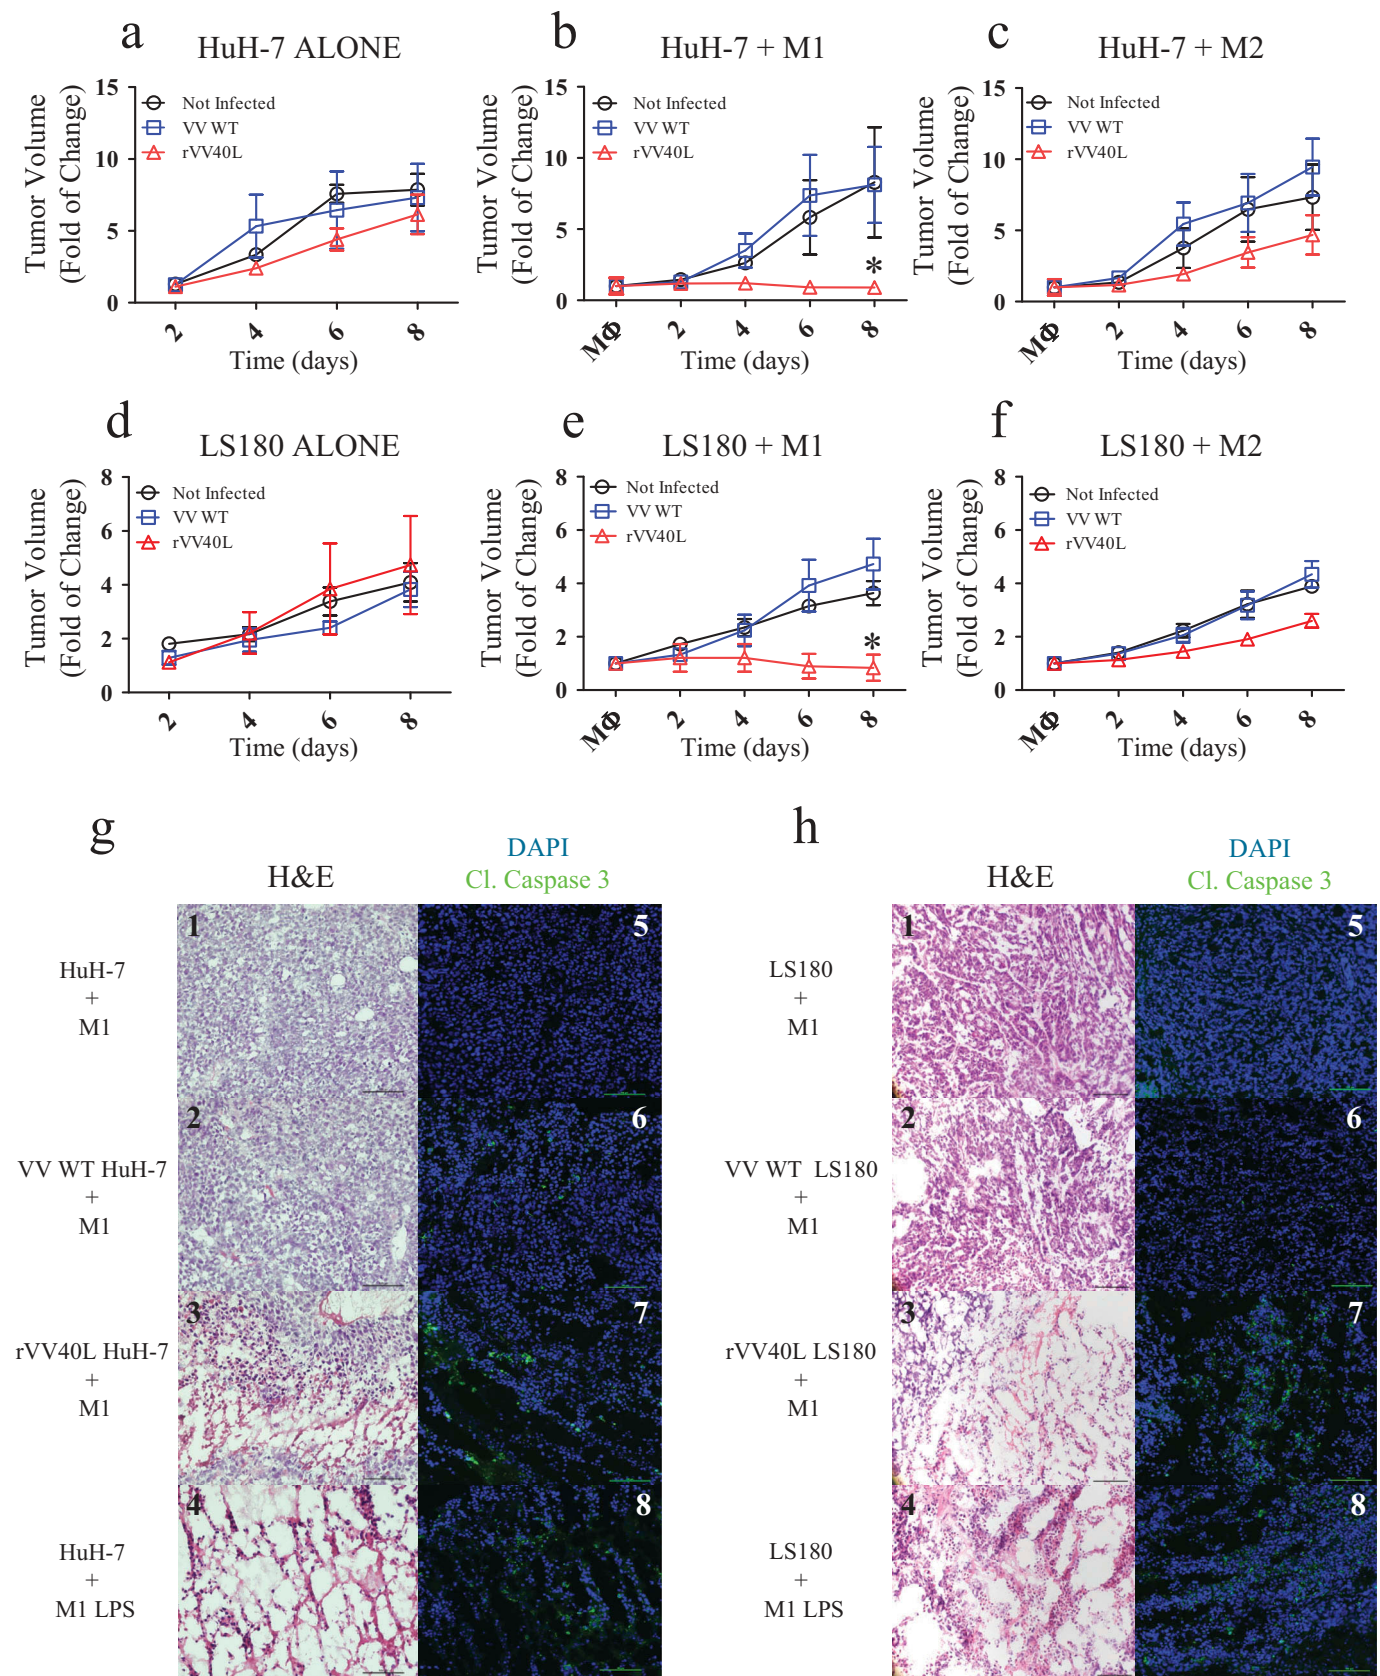 a
HuH-7 ALONE
Tumor Volume
(Fold of Change)
15
10
5
0
Not Infected
VV WT
rVV40L
2 4 6 8
Time (days)
b
HuH-7 + M1
Tumor Volume
(Fold of Change)
15
10
5
0
Not Infected
VV WT
rVV40L
*
MΦ 2 4 6 8
Time (days)
c
HuH-7 + M2
Tumor Volume
(Fold of Change)
15
10
5
0
Not Infected
VV WT
rVV40L
MΦ 2 4 6 8
Time (days)
d
LS180 ALONE
Tumor Volume
(Fold of Change)
8
6
4
2
0
Not Infected
VV WT
rVV40L
2 4 6 8
Time (days)
e
LS180 + M1
Tumor Volume
(Fold of Change)
8
6
4
2
0
Not Infected
VV WT
rVV40L
*
MΦ 2 4 6 8
Time (days)
f
LS180 + M2
Tumor Volume
(Fold of Change)
8
6
4
2
0
Not Infected
VV WT
rVV40L
MΦ 2 4 6 8
Time (days)
g
H&E
DAPI
Cl. Caspase 3
HuH-7
+
M1
1 5
VV WT HuH-7
+
M1
2 6
rVV40L HuH-7
+
M1
3 7
HuH-7
+
M1 LPS
4 8
h
H&E
DAPI
Cl. Caspase 3
LS180
+
M1
1 5
VV WT LS180
+
M1
2 6
rVV40L LS180
+
M1
3 7
LS180
+
M1 LPS
4 8